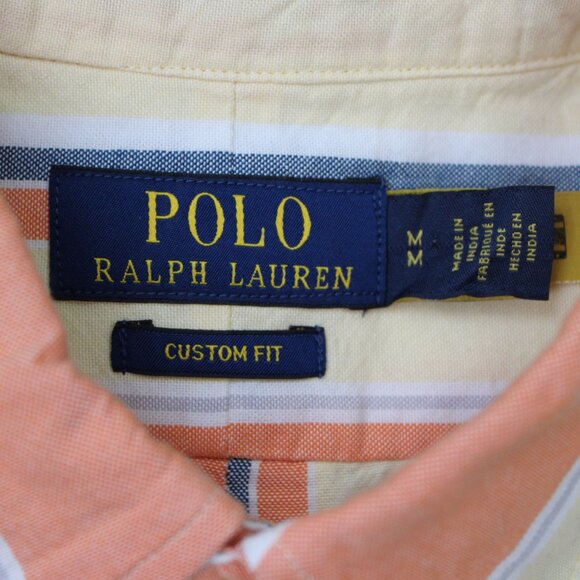 POLO
RALPH LAUREN
CUSTOM FIT
M
M
MADE IN
INDIA
FABRIQUÉ EN
INDE
HECHO EN
INDIA